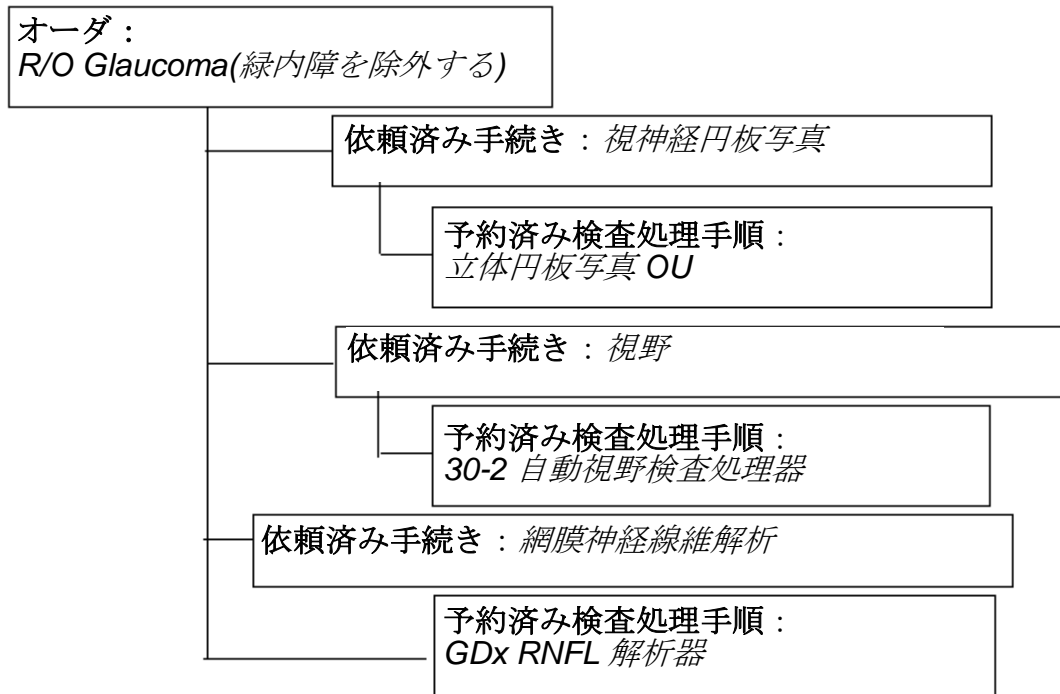 オーダ：
R/O Glaucoma(緑内障を除外する)
依頼済み手続き：視神経円板写真
予約済み検査処理手順：
立体円板写真 OU
依頼済み手続き：視野
予約済み検査処理手順：
30-2 自動視野検査処理器
依頼済み手続き：網膜神経線維解析
予約済み検査処理手順：
GDx RNFL 解析器